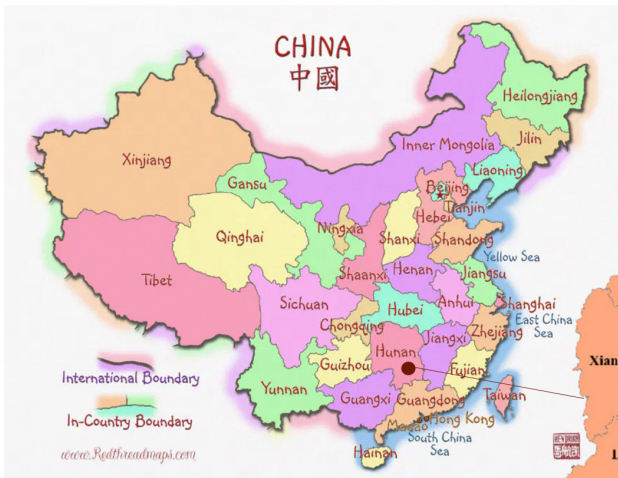 CHINA
中國
Heilongjiang
Inner Mongolia
Jilin
Xinjiang
Liaoning
Gansu
Beijing
Tianjin
Qinghai
Ningxia
Hebei
Shanxi
Shandong
Yellow Sea
Tibet
Shaanxi
Henan
Jiangsu
Sichuan
Hubei
Anhui
Shanghai
Chongqing
East China
Sea
Zhejiang
Jiangxi
Hunan
Xian
Guizhou
Fujian
International Boundary
Yunnan
Taiwan
Guangxi
Guangdong
In-Country Boundary
Hong Kong
Macao
South China
Sea
Hainan
www.Redthreadmaps.com